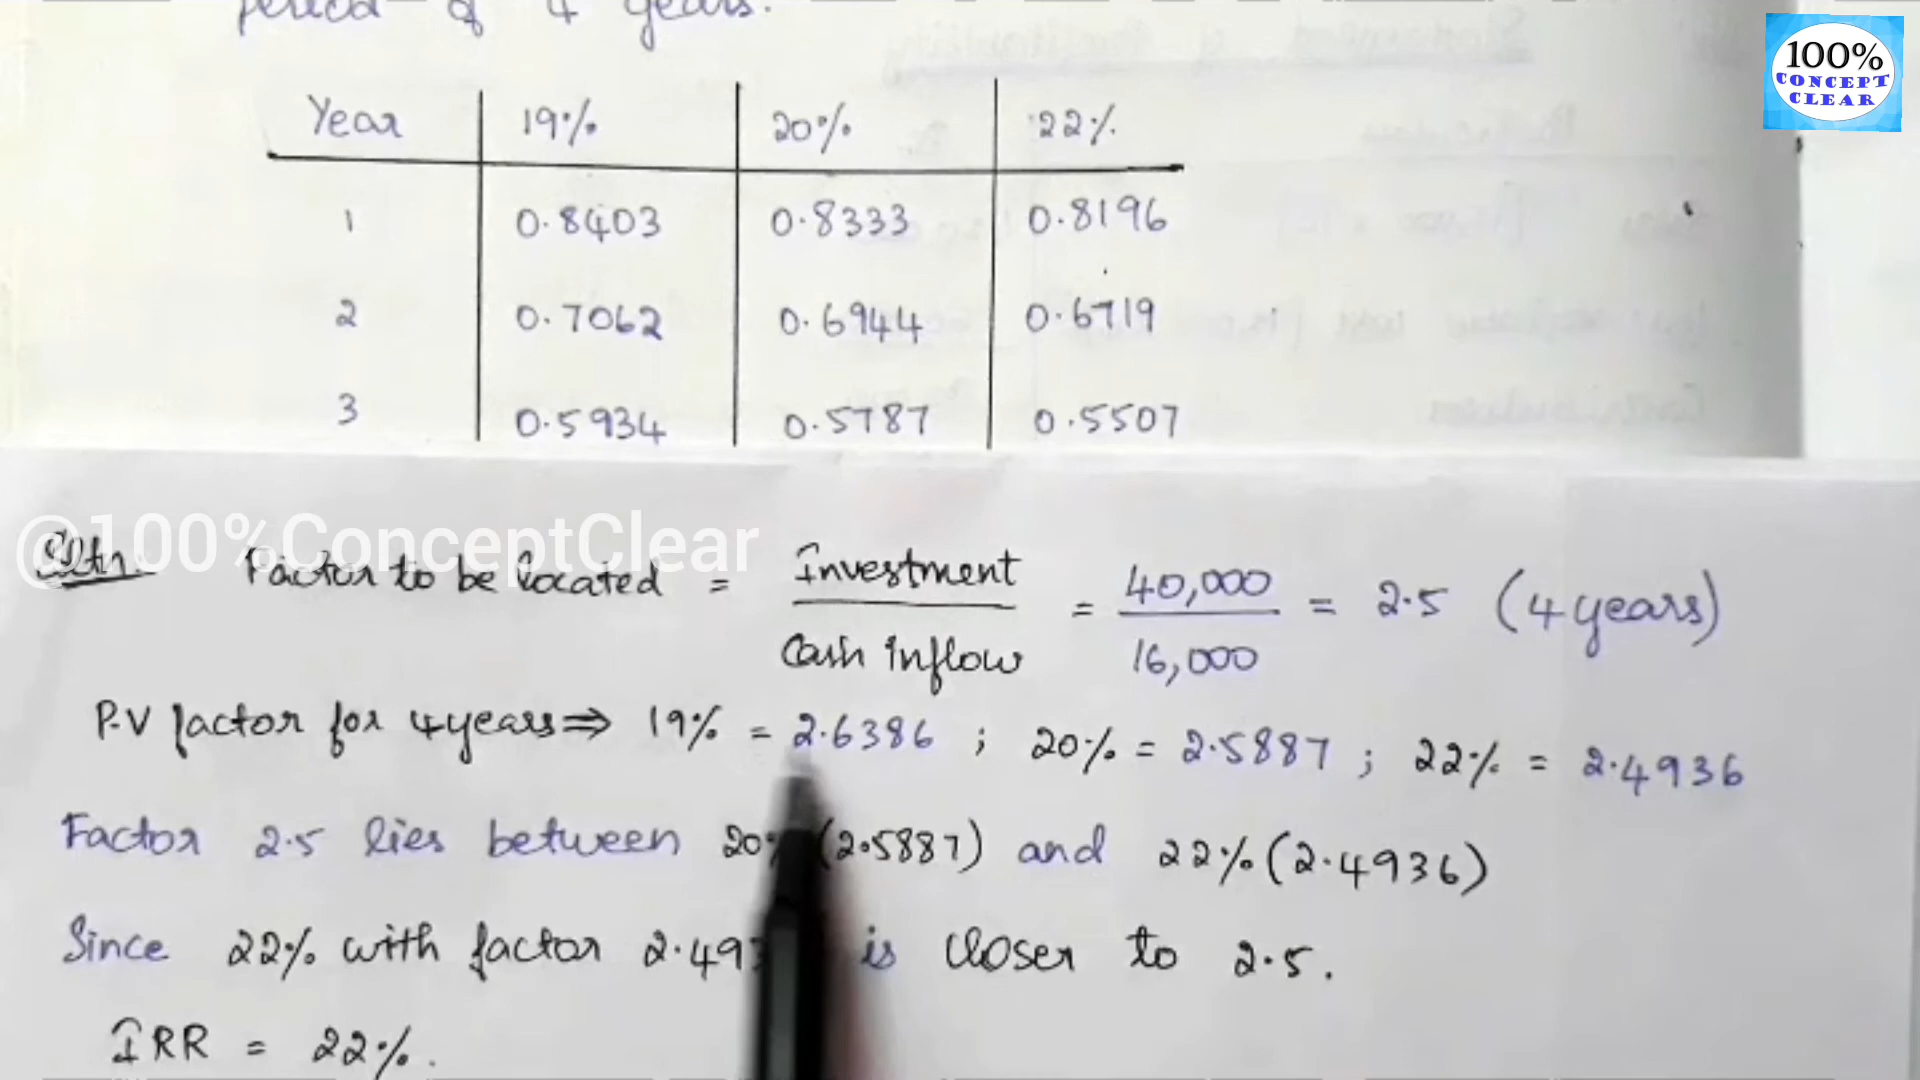 period of 4 years.
100%
CONCEPT
CLEAR
Year 19% 20% 22%
1 0.8403 0.8333 0.8196
2 0.7062 0.6944 0.6719
3 0.5934 0.5787 0.5507
@100%ConceptClear
Soltn. Factor to be located = Investment / Cash inflow = 40,000 / 16,000 = 2.5 (4 years)
P.V factor for 4 years ⇒ 19% = 2.6386 ; 20% = 2.5887 ; 22% = 2.4936
Factor 2.5 lies between 20% (2.5887) and 22% (2.4936)
Since 22% with factor 2.493 is closer to 2.5.
IRR = 22%.